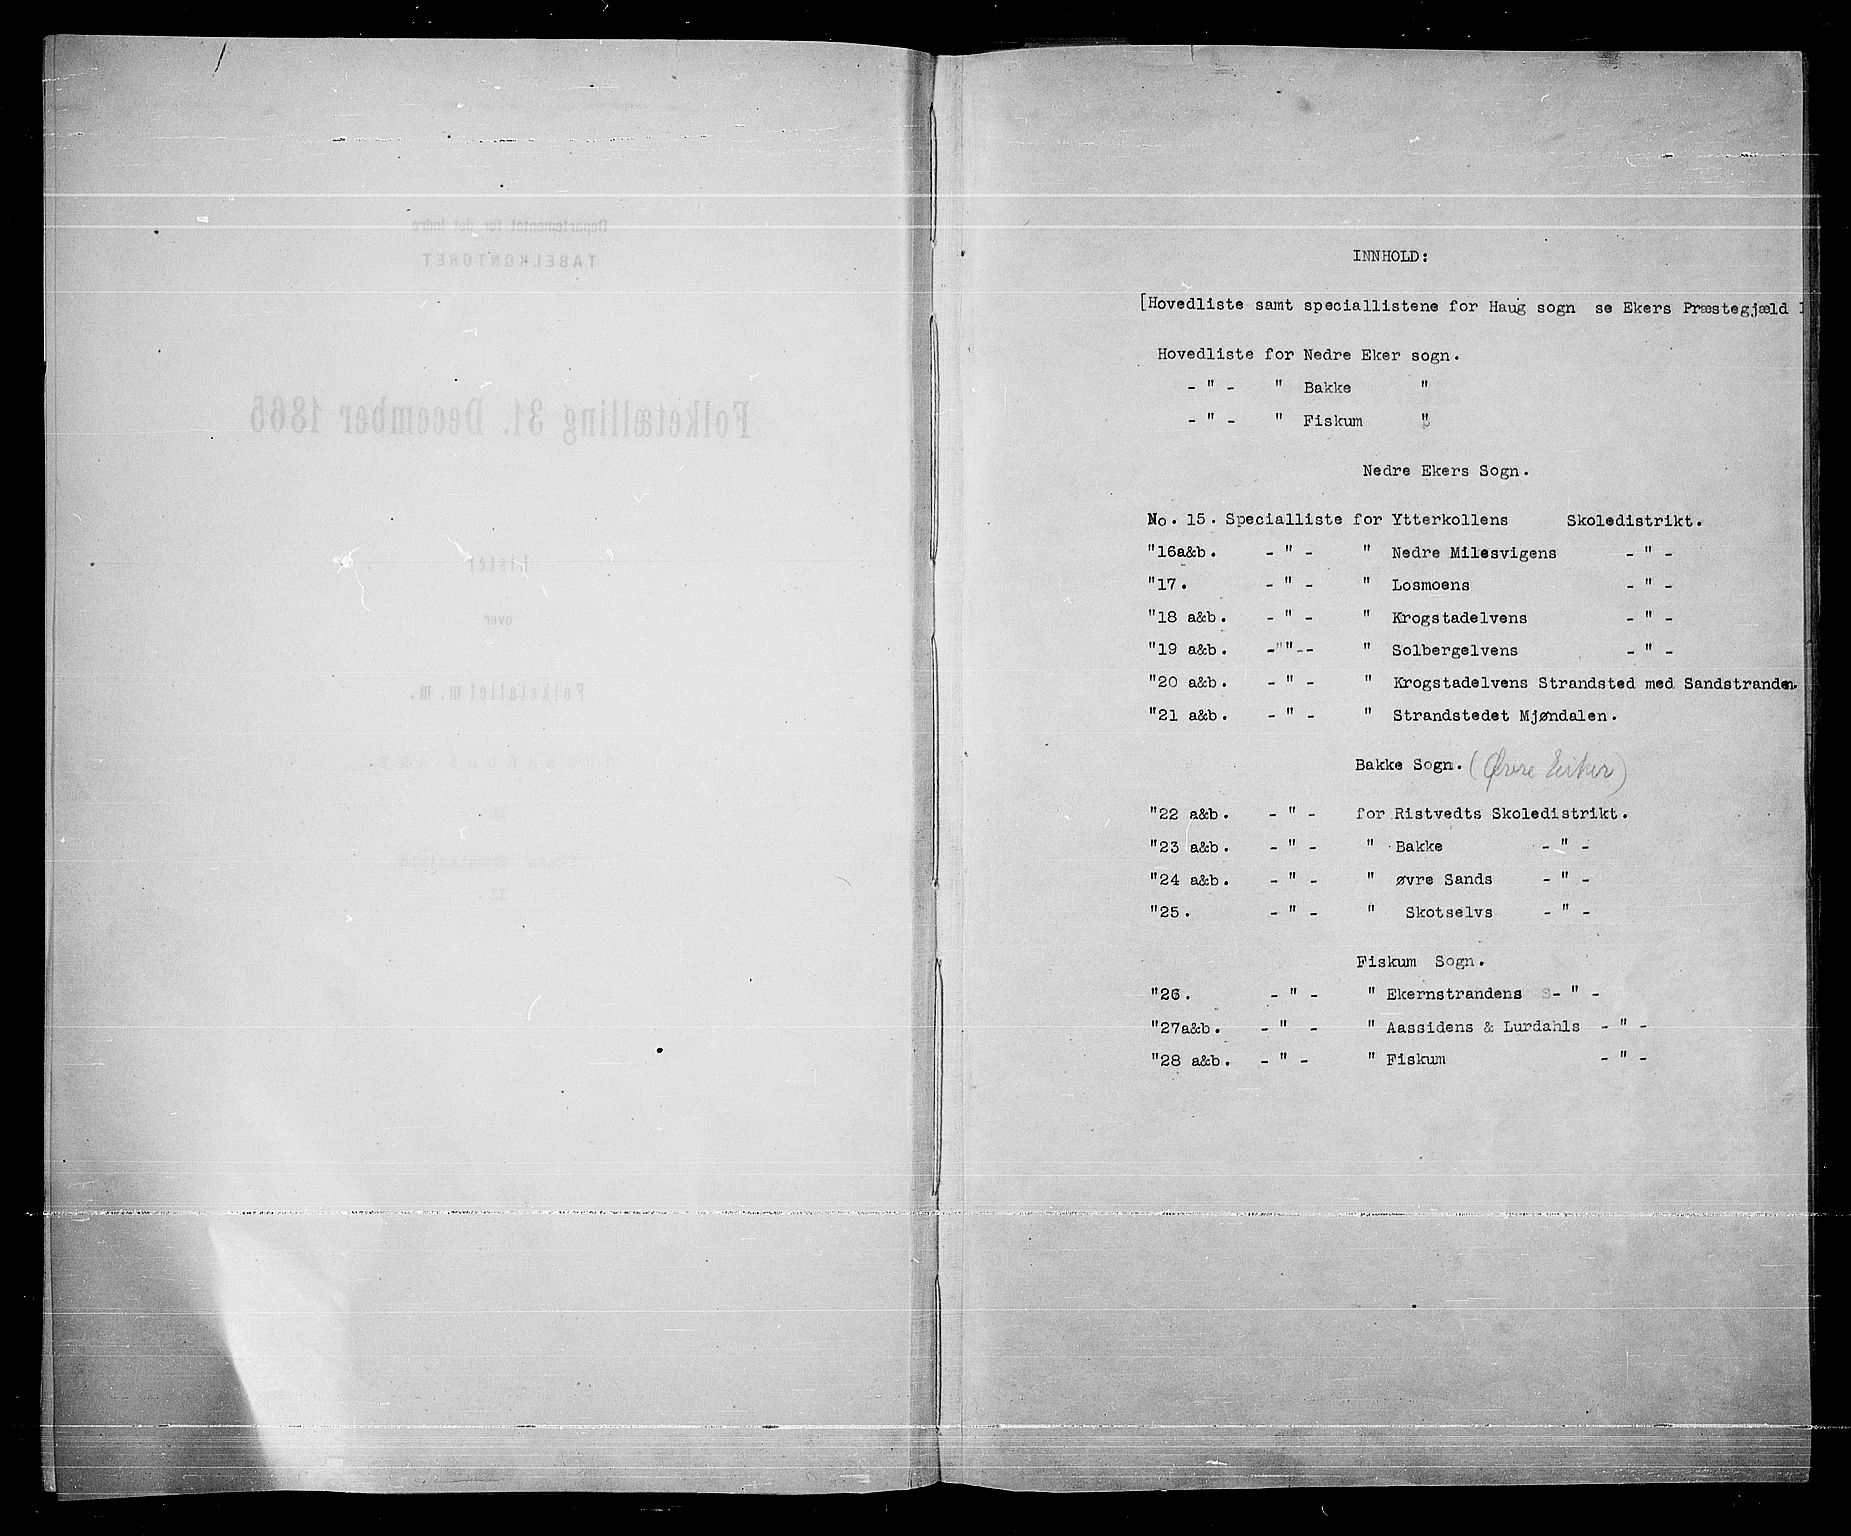 Departementet for det Indre
TABELKONTORET.
Folketælling 31. December 1865
Lister
over
Folketallet m. m.
INNHOLD:
[Hovedliste samt speciallistene for Haug sogn se Ekers Præstegjæld
Hovedliste for Nedre Eker sogn.
- " - " Bakke "
- " - " Fiskum "
Nedre Ekers Sogn.
No. 15. Specialliste for Ytterkollens Skoledistrikt.
"16a&b. - " - " Nedre Milesvigens - " -
"17. - " - " Losmoens - " -
"18 a&b. - " - " Krogstadelvens - " -
"19 a&b. -""-- " Solbergelvens - " -
"20 a&b. - " - " Krogstadelvens Strandsted med Sandstranden.
"21 a&b. - " - " Strandstedet Mjøndalen.
Bakke Sogn. (Øvre Eiker)
"22 a&b. - " - for Ristvedts Skoledistrikt.
"23 a&b. - " - " Bakke - " -
"24 a&b. - " - " øvre Sands - " -
"25. - " - " Skotselvs - " -
Fiskum Sogn.
"26. - " - " Ekernstrandens S- " -
"27a&b. - " - " Aassidens & Lurdahls - " -
"28 a&b. - " - " Fiskum - " -